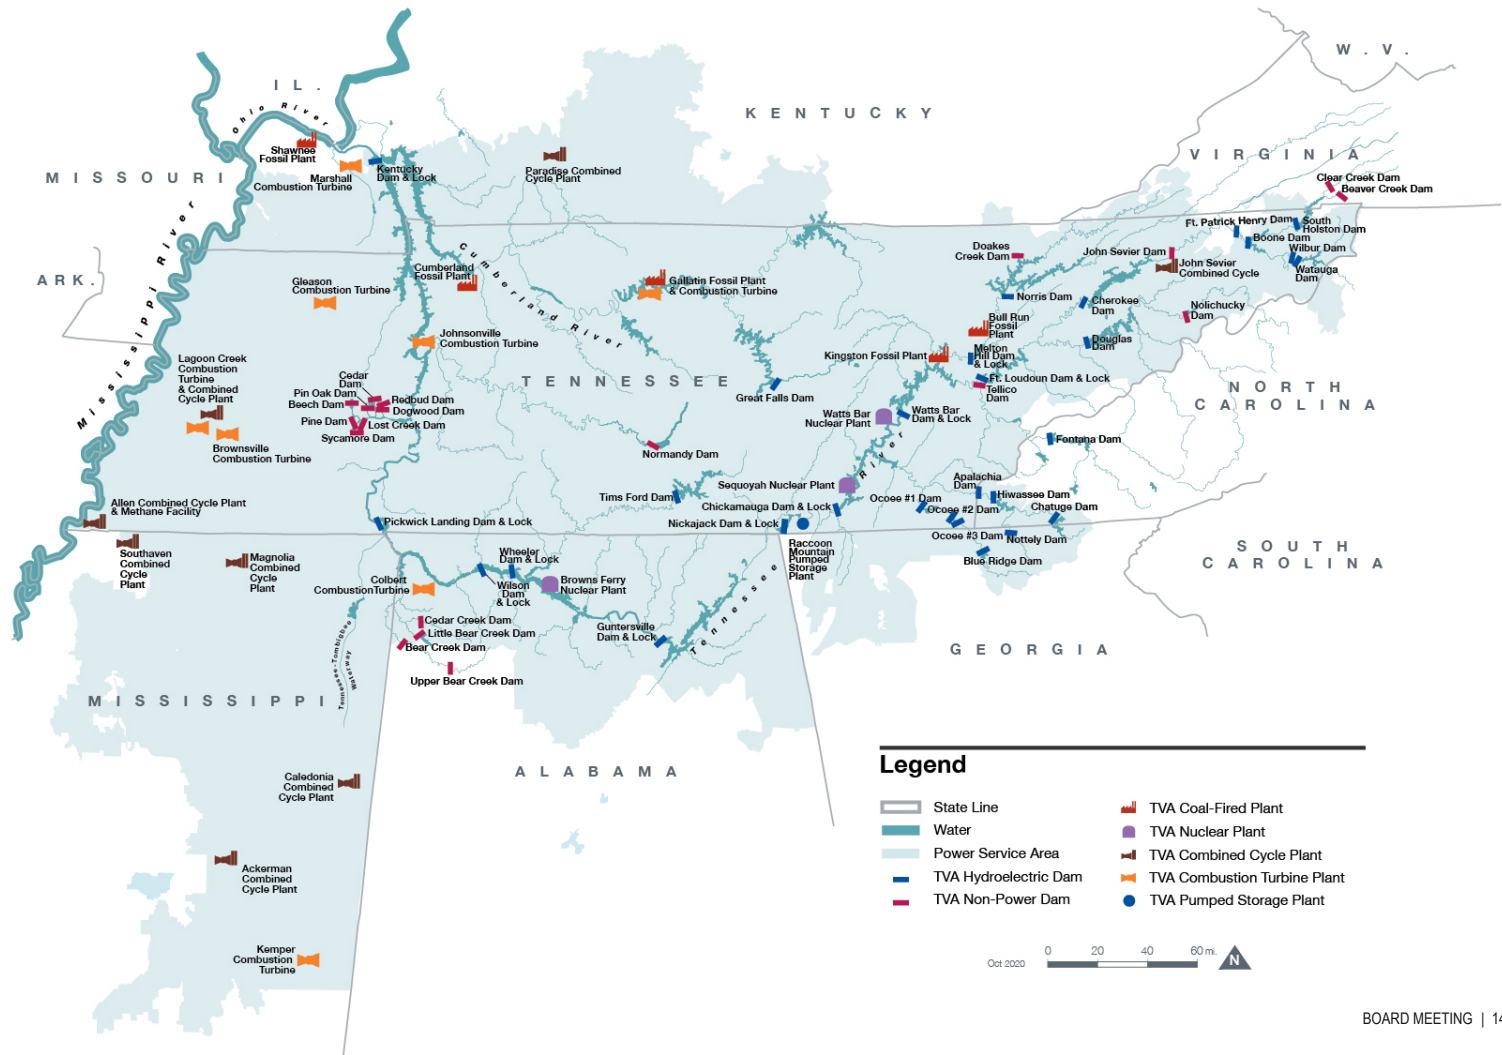 W . V .
I L .
Ohio River
KENTUCKY
Shawnee
Fossil Plant
Marshall
Combustion Turbine
Kentucky
Dam & Lock
Paradise Combined
Cycle Plant
MISSOURI
VIRGINIA
Clear Creek Dam
Beaver Creek Dam
Ft. Patrick Henry Dam
South
Holston Dam
Boone Dam
Wilbur Dam
Watauga
Dam
Doakes
Creek Dam
John Sevier Dam
John Sevier
Combined Cycle
Mississippi River
Cumberland River
ARK.
Cumberland
Fossil Plant
Gleason
Combustion Turbine
Gallatin Fossil Plant
& Combustion Turbine
Norris Dam
Cherokee
Dam
Nolichucky
Dam
Bull Run
Fossil
Plant
Douglas
Dam
Johnsonville
Combustion Turbine
Kingston Fossil Plant
Melton
Hill Dam
& Lock
Ft. Loudoun Dam & Lock
Tellico
Dam
Lagoon Creek
Combustion
Turbine
& Combined
Cycle Plant
TENNESSEE
NORTH
CAROLINA
Cedar
Dam
Pin Oak Dam
Redbud Dam
Beech Dam
Dogwood Dam
Pine Dam
Lost Creek Dam
Sycamore Dam
Great Falls Dam
Watts Bar
Nuclear Plant
Watts Bar
Dam & Lock
Brownsville
Combustion Turbine
Normandy Dam
Fontana Dam
Sequoyah Nuclear Plant
Apalachia
Dam
Hiwassee Dam
Tims Ford Dam
Chickamauga Dam & Lock
Ocoee #1 Dam
Ocoee #2 Dam
Chatuge Dam
Allen Combined Cycle Plant
& Methane Facility
Pickwick Landing Dam & Lock
Nickajack Dam & Lock
Ocoee #3 Dam
Nottely Dam
Blue Ridge Dam
Raccoon
Mountain
Pumped
Storage
Plant
SOUTH
CAROLINA
Southaven
Combined
Cycle
Plant
Magnolia
Combined
Cycle
Plant
Wheeler
Dam & Lock
Colbert
Combustion Turbine
Wilson
Dam
& Lock
Browns Ferry
Nuclear Plant
Tennessee River
Cedar Creek Dam
Little Bear Creek Dam
Bear Creek Dam
Upper Bear Creek Dam
Guntersville
Dam & Lock
GEORGIA
Tennessee-Tombigbee
Waterway
MISSISSIPPI
ALABAMA
Caledonia
Combined
Cycle Plant
Ackerman
Combined
Cycle Plant
Kemper
Combustion
Turbine
Legend
State Line
Water
Power Service Area
TVA Hydroelectric Dam
TVA Non-Power Dam
TVA Coal-Fired Plant
TVA Nuclear Plant
TVA Combined Cycle Plant
TVA Combustion Turbine Plant
TVA Pumped Storage Plant
Oct 2020
0 20 40 60 mi.
N
BOARD MEETING | 14